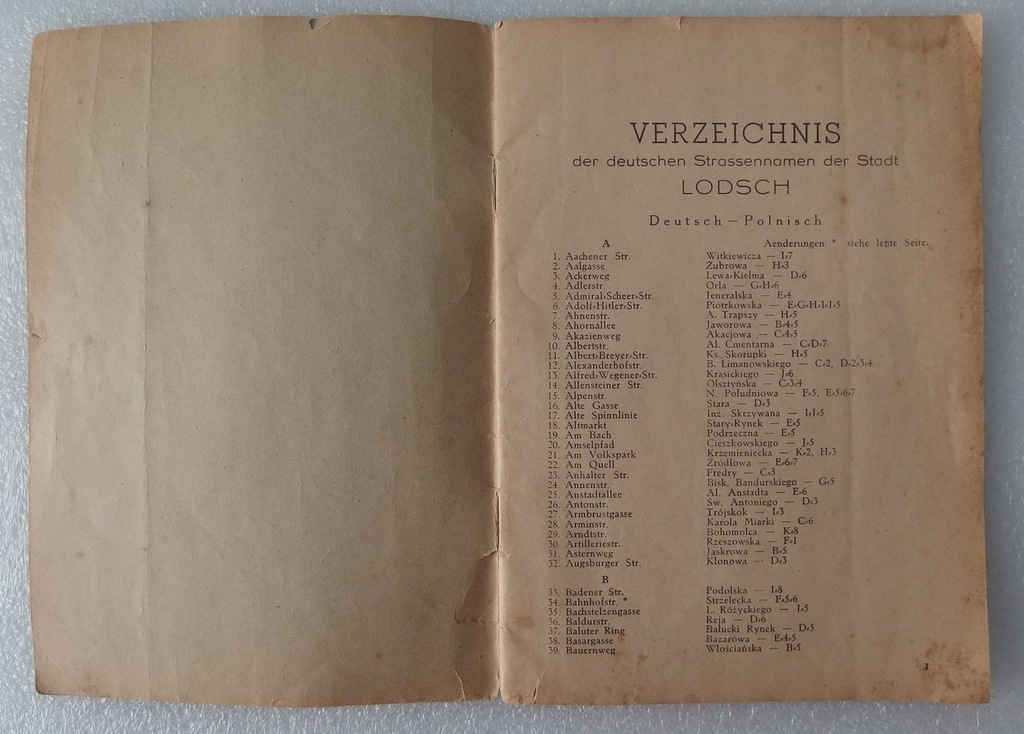 VERZEICHNIS
der deutschen Strassennamen der Stadt
LODSCH
Deutsch — Polnisch
A Aenderungen * siehe letzte Seite.
1. Aachener Str. Witkiewicza — I-7
2. Aalgasse Żubrowa — H-3
3. Ackerweg Lewa-Kielma — D-6
4. Adlerstr. Orla — G-H-6
5. Admiral-Scheer-Str. Jeneralska — E-4
6. Adolf-Hitler-Str. Piotrkowska — E-G-H-I-J-5
7. Ahnenstr. A. Trapszy — H-5
8. Ahornallee Jaworowa — B-4-5
9. Akazienweg Akacjowa — C-4-5
10. Albertstr. Al. Cmentarna — C-D-7
11. Albert-Breyer-Str. Ks. Skorupki — H-5
12. Alexanderhofstr. B. Limanowskiego — C-2, D-2-3-4
13. Alfred-Wegener-Str. Krasickiego — J-6
14. Allensteiner Str. Olsztyńska — C-3-4
15. Alpenstr. N. Południowa — F-5, E-5-6-7
16. Alte Gasse Stara — D-3
17. Alte Spinnlinie Inż. Skrzywana — I-J-5
18. Altmarkt Stary-Rynek — E-5
19. Am Bach Podrzeczna — E-5
20. Amselpfad Cieszkowskiego — J-5
21. Am Volkspark Krzemieniecka — K-2, H-3
22. Am Quell Źródłowa — E-6-7
23. Anhalter Str. Fredry — C-3
24. Annenstr. Bisk. Bandurskiego — G-5
25. Anstadtallee Al. Anstadta — E-6
26. Antonstr. Św. Antoniego — D-3
27. Armbrustgasse Trójskok — I-3
28. Arminstr. Karola Miarki — C-6
29. Arndtstr. Bohomolca — K-8
30. Artilleriestr. Rzeszowska — F-1
31. Asternweg Jaskrowa — B-5
32. Augsburger Str. Klonowa — D-3
B
33. Badener Str. Podolska — I-8
34. Bahnhofstr. * Strzelecka — F-5-6
35. Bachstelzengasse L. Różyckiego — J-5
36. Baldurstr. Reja — D-6
37. Baluter Ring Bałucki Rynek — D-5
38. Basargasse Bazarowa — E-4-5
39. Bauernweg Włościańska — B-5
1